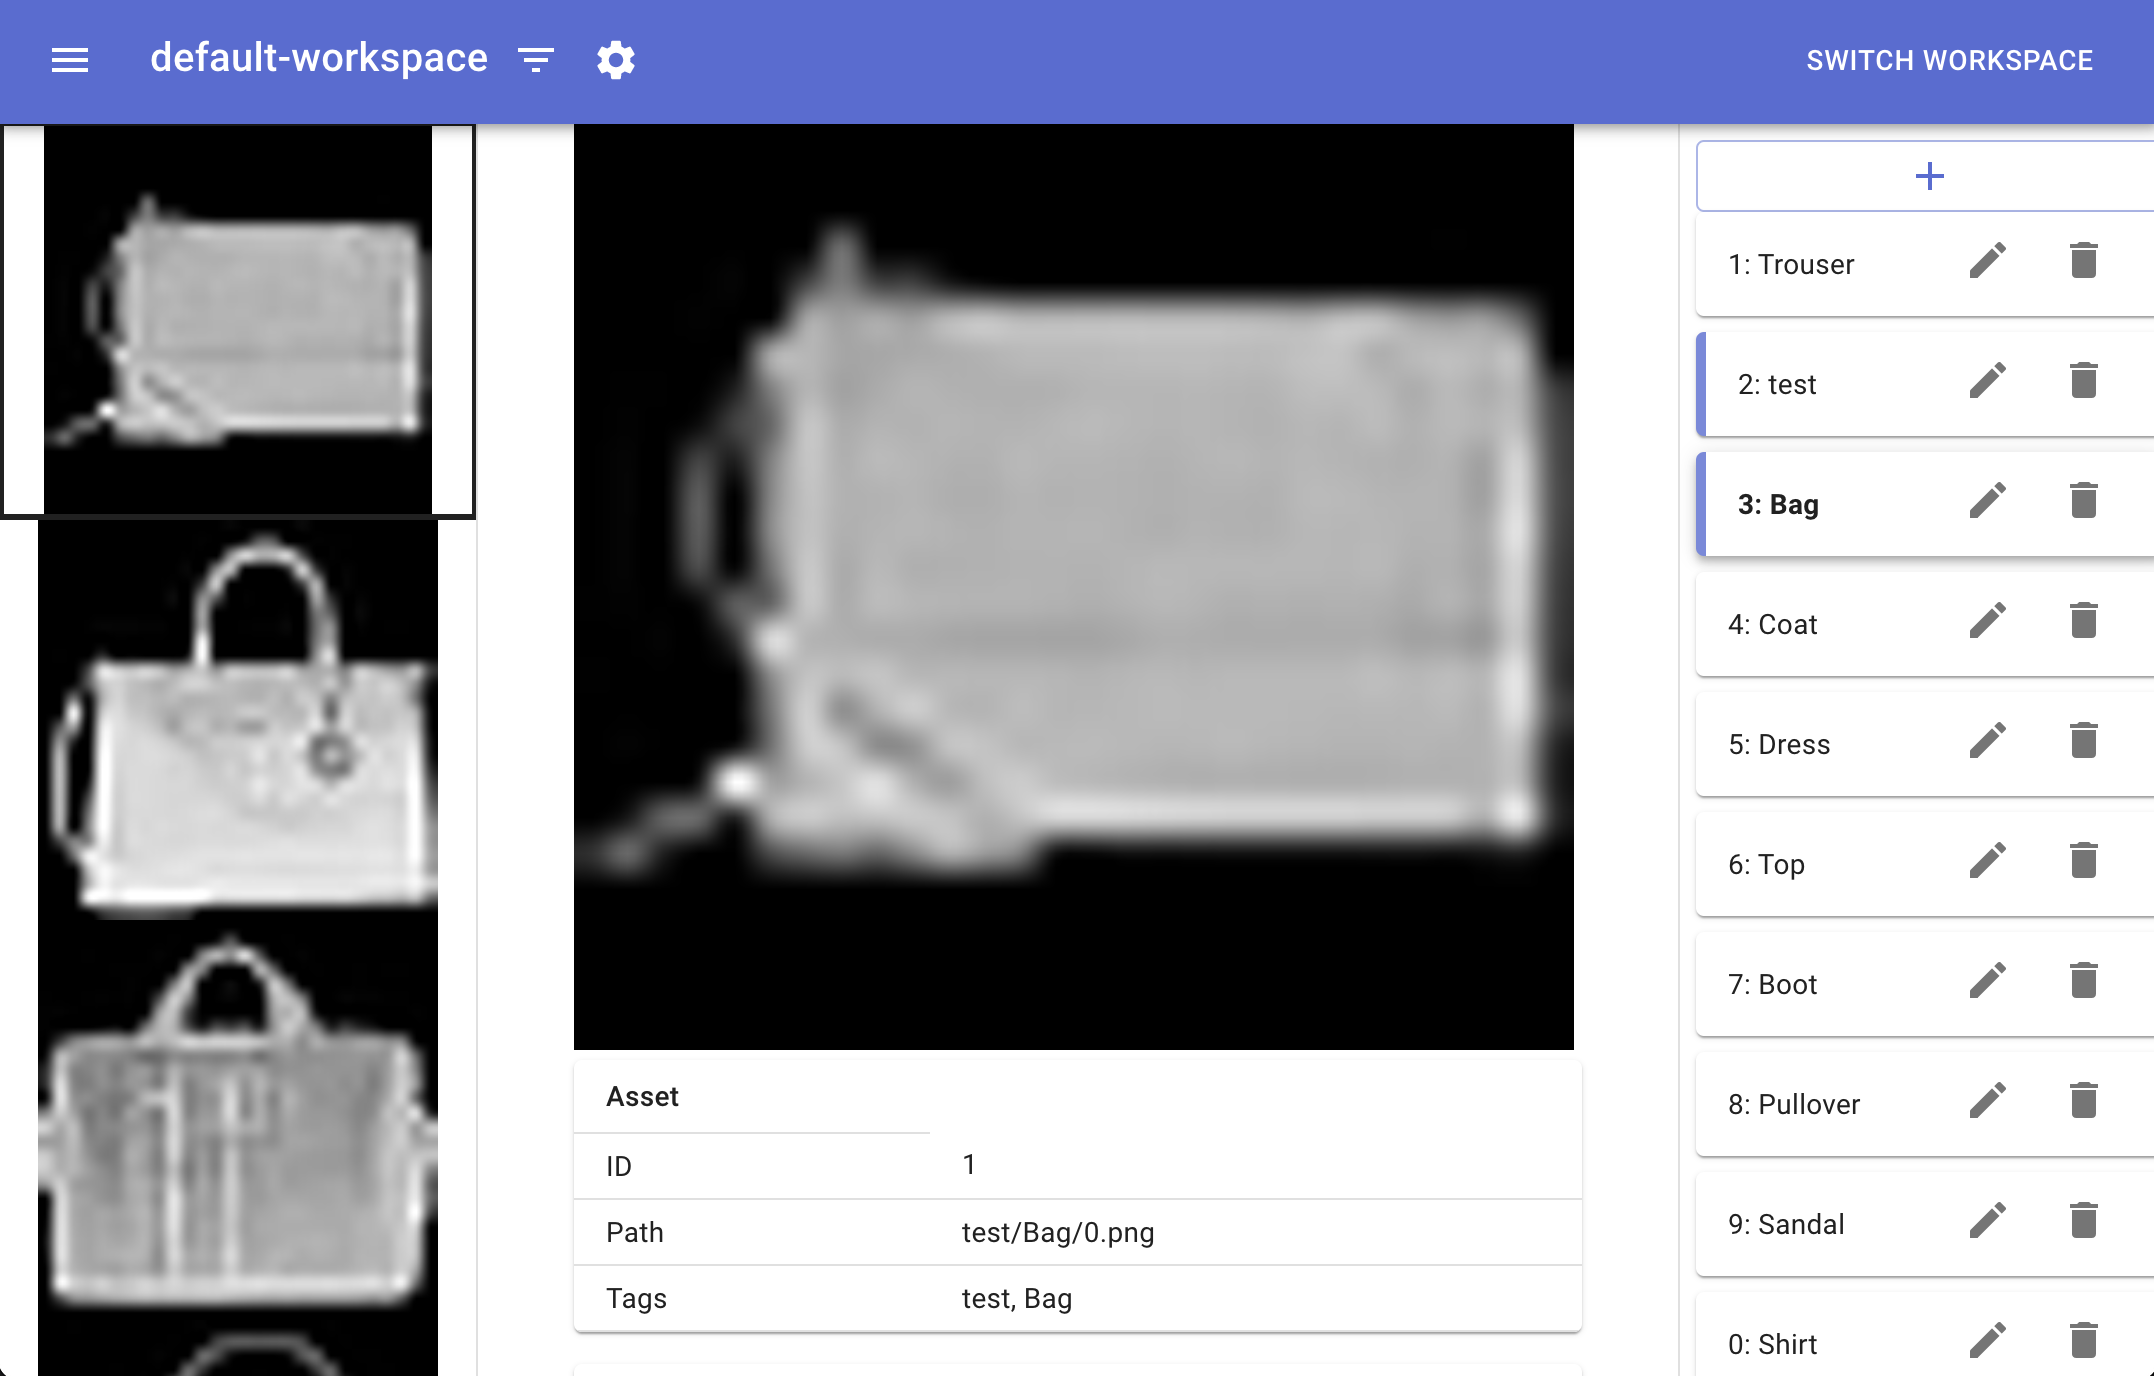 default-workspace
SWITCH WORKSPACE
1: Trouser
2: test
3: Bag
4: Coat
5: Dress
6: Top
7: Boot
8: Pullover
9: Sandal
0: Shirt
Asset
ID 1
Path test/Bag/0.png
Tags test, Bag